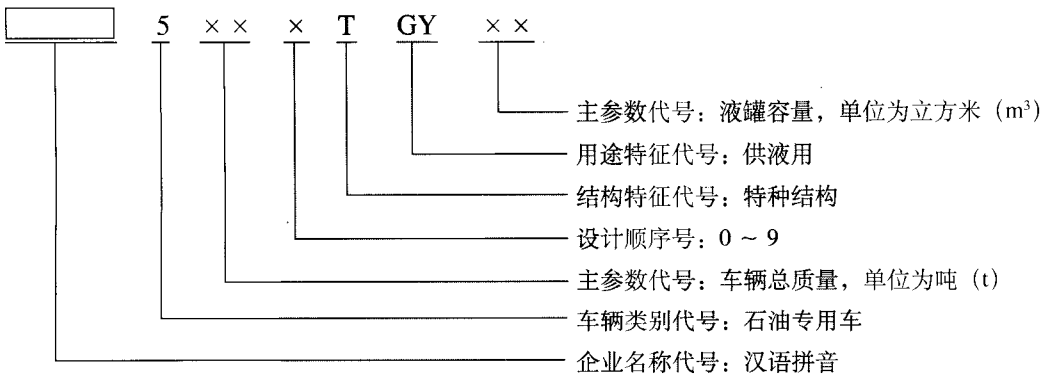 5 ×× × T GY ××
主参数代号：液罐容量，单位为立方米（m³）
用途特征代号：供液用
结构特征代号：特种结构
设计顺序号：0～9
主参数代号：车辆总质量，单位为吨（t）
车辆类别代号：石油专用车
企业名称代号：汉语拼音